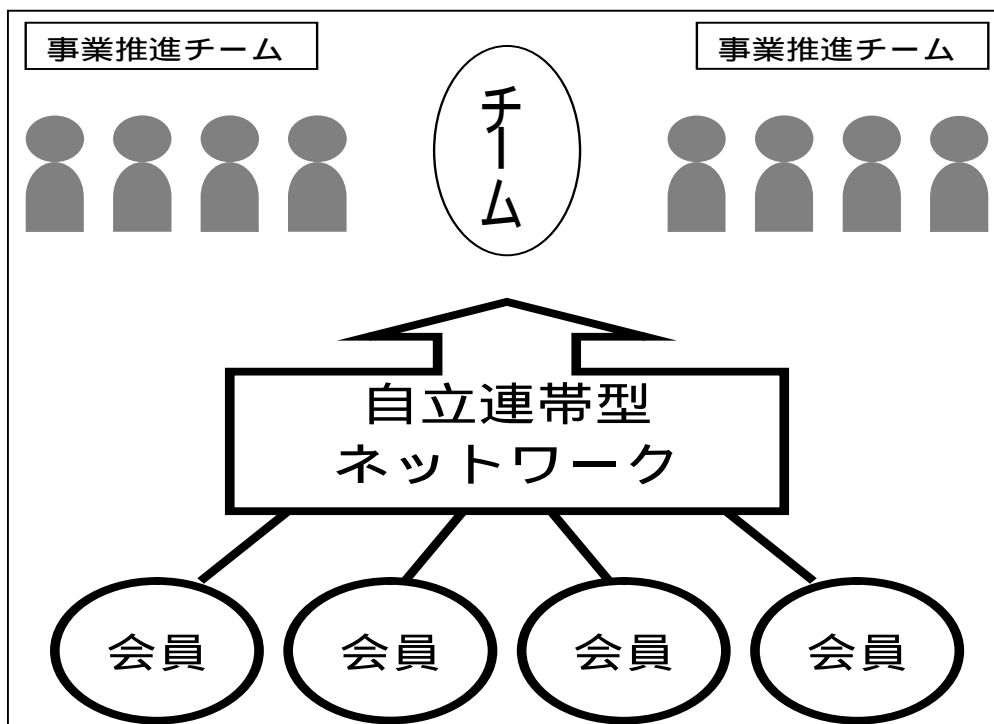 事業推進チーム
事業推進チーム
チーム
自立連帯型
ネットワーク
会員
会員
会員
会員